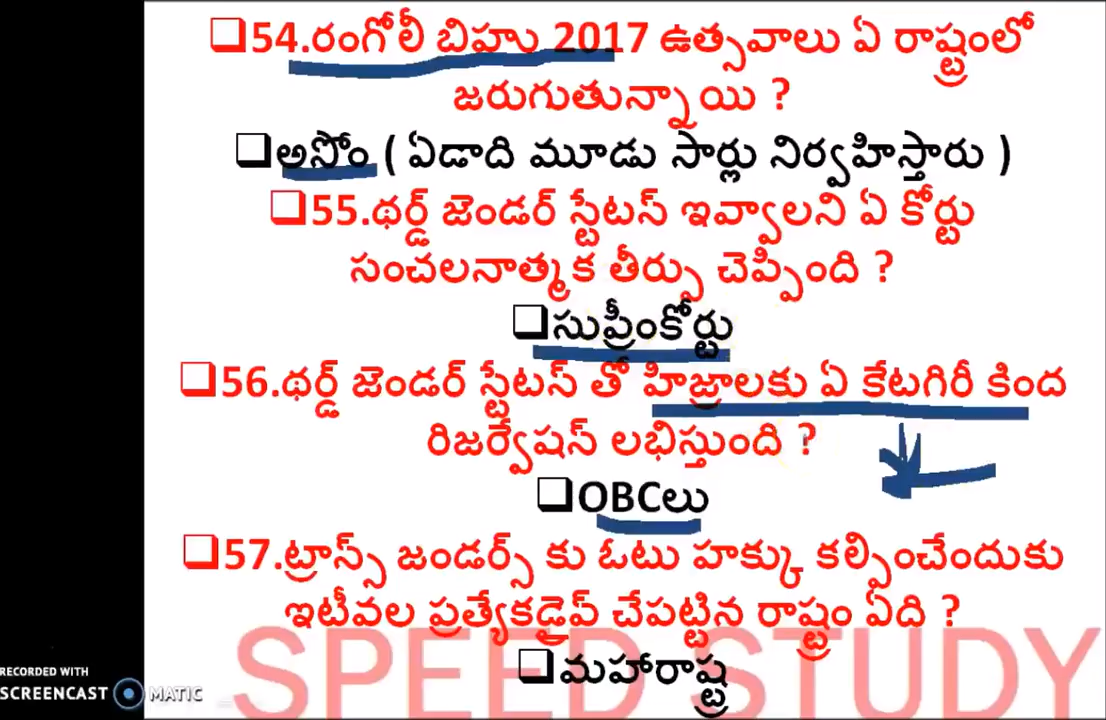 ❑54.రంగోలీ బిహు 2017 ఉత్సవాలు ఏ రాష్ట్రంలో
జరుగుతున్నాయి ?
❑అసోం ( ఏడాది మూడు సార్లు నిర్వహిస్తారు )
❑55.థర్డ్ జెండర్ స్టేటస్ ఇవ్వాలని ఏ కోర్టు
సంచలనాత్మక తీర్పు చెప్పింది ?
❑సుప్రీంకోర్టు
❑56.థర్డ్ జెండర్ స్టేటస్ తో హిజ్రాలకు ఏ కేటగిరీ కింద
రిజర్వేషన్ లభిస్తుంది ?
❑OBCలు
❑57.ట్రాన్స్ జండర్స్ కు ఓటు హక్కు కల్పించేందుకు
ఇటీవల ప్రత్యేకడ్రైవ్ చేపట్టిన రాష్ట్రం ఏది ?
❑మహారాష్ట్ర
SPEED STUDY
RECORDED WITH
SCREENCAST MATIC